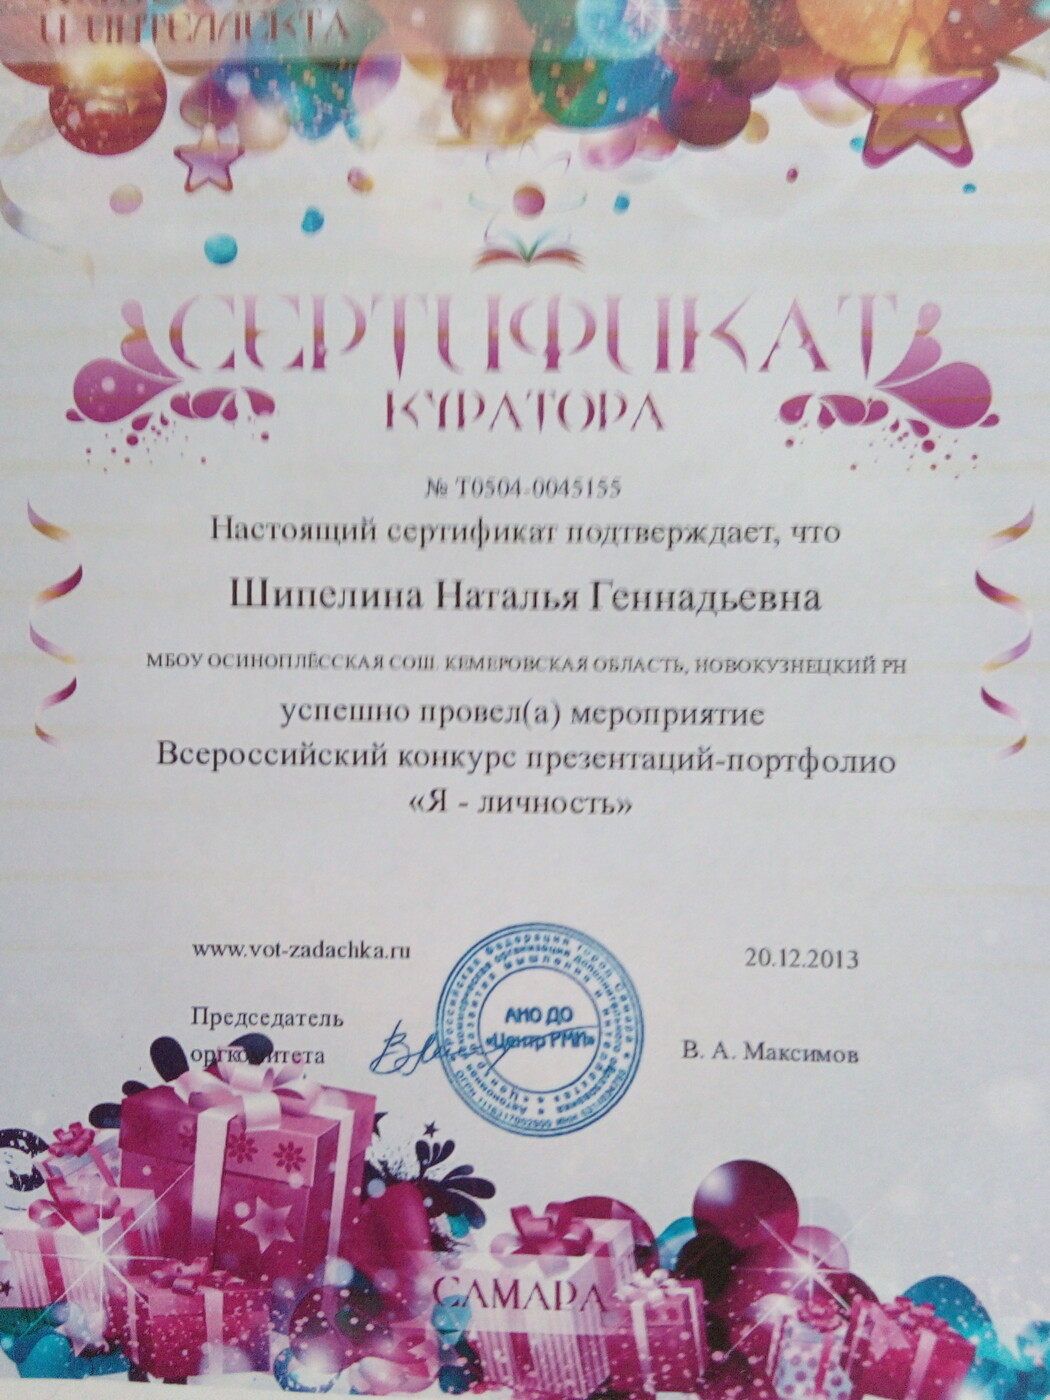 И ИНТЕЛЛЕКТА
СЕРТИФИКАТ
КУРАТОРА
№ T0504-0045155
Настоящий сертификат подтверждает, что
Шипелина Наталья Геннадьевна
МБОУ ОСИНОПЛЁССКАЯ СОШ, КЕМЕРОВСКАЯ ОБЛАСТЬ, НОВОКУЗНЕЦКИЙ РН
успешно провел(а) мероприятие
Всероссийский конкурс презентаций-портфолио
«Я - личность»
www.vot-zadachka.ru
20.12.2013
Председатель
оргкомитета
АНО ДО
«Центр РМИ»
В. А. Максимов
САМАРА